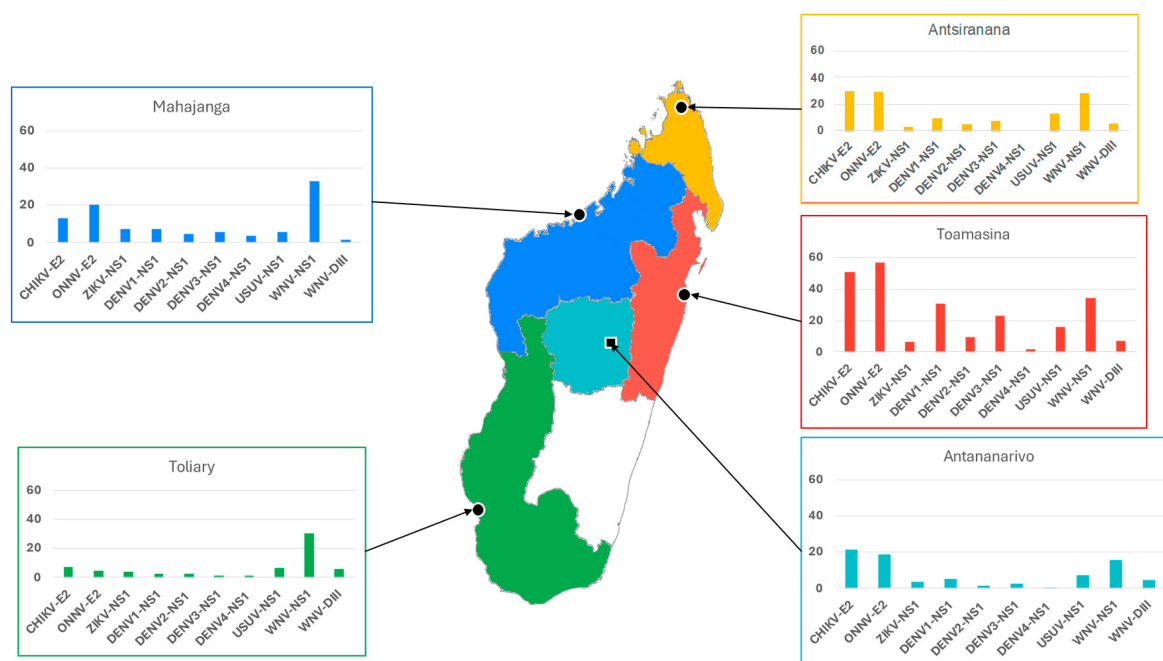 Mahajanga
60
40
20
0
CHIKV-E2
ONNV-E2
ZIKV-NS1
DENV1-NS1
DENV2-NS1
DENV3-NS1
DENV4-NS1
USUV-NS1
WNV-NS1
WNV-DIII
Toliary
60
40
20
0
CHIKV-E2
ONNV-E2
ZIKV-NS1
DENV1-NS1
DENV2-NS1
DENV3-NS1
DENV4-NS1
USUV-NS1
WNV-NS1
WNV-DIII
Antsiranana
60
40
20
0
CHIKV-E2
ONNV-E2
ZIKV-NS1
DENV1-NS1
DENV2-NS1
DENV3-NS1
DENV4-NS1
USUV-NS1
WNV-NS1
WNV-DIII
Toamasina
60
40
20
0
CHIKV-E2
ONNV-E2
ZIKV-NS1
DENV1-NS1
DENV2-NS1
DENV3-NS1
DENV4-NS1
USUV-NS1
WNV-NS1
WNV-DIII
Antananarivo
60
40
20
0
CHIKV-E2
ONNV-E2
ZIKV-NS1
DENV1-NS1
DENV2-NS1
DENV3-NS1
DENV4-NS1
USUV-NS1
WNV-NS1
WNV-DIII